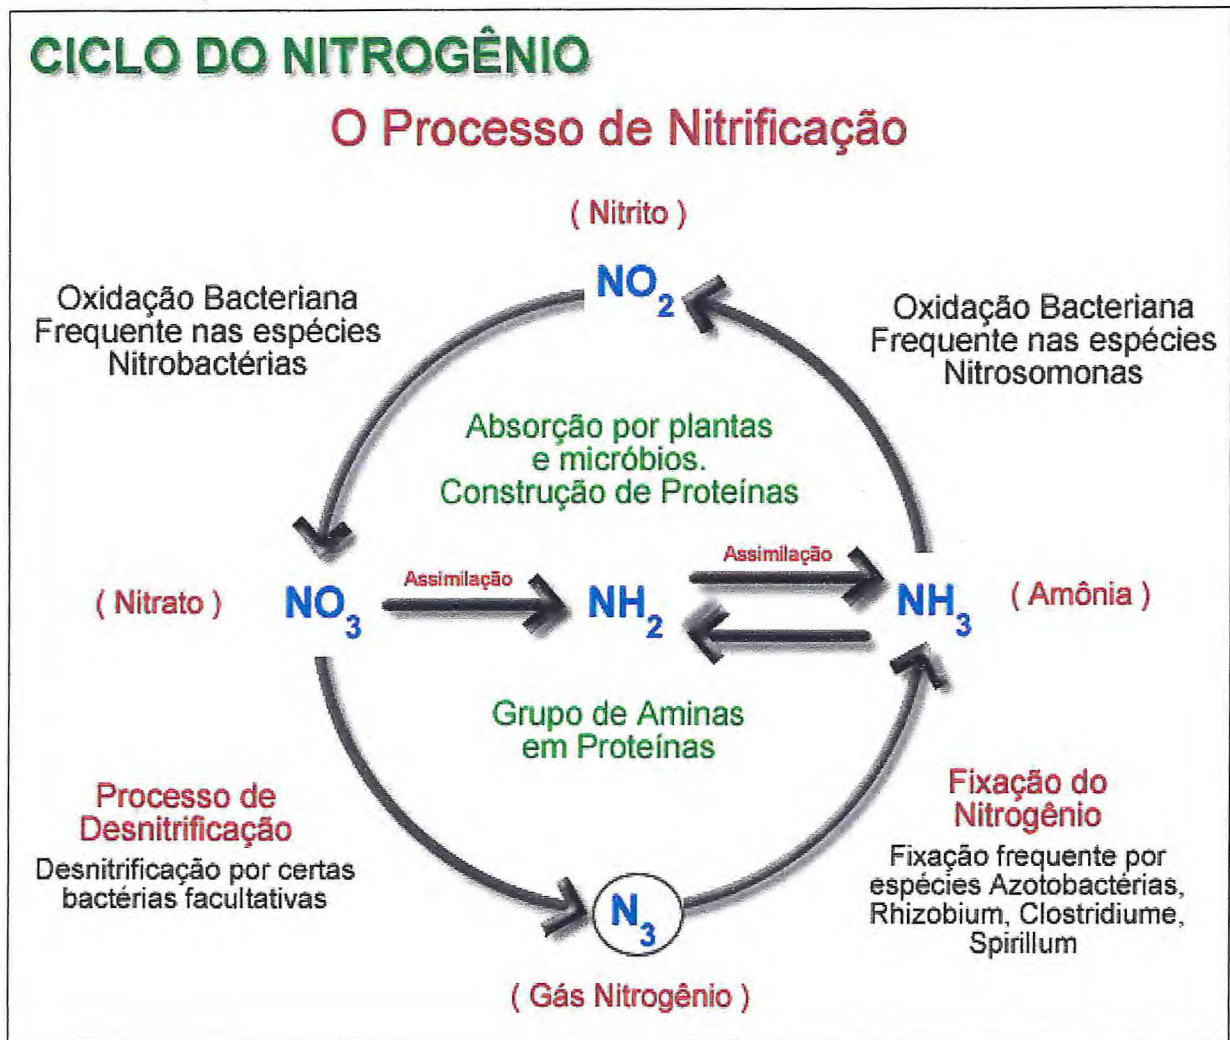 CICLO DO NITROGÊNIO
O Processo de Nitrificação
( Nitrito )
NO₂
Oxidação Bacteriana
Frequente nas espécies
Nitrobactérias
Oxidação Bacteriana
Frequente nas espécies
Nitrosomonas
Absorção por plantas
e micróbios.
Construção de Proteínas
( Nitrato )
NO₃
Assimilação
NH₂
Assimilação
NH₃
( Amônia )
Grupo de Aminas
em Proteínas
Processo de
Desnitrificação
Desnitrificação por certas
bactérias facultativas
Fixação do
Nitrogênio
Fixação frequente por
espécies Azotobactérias,
Rhizobium, Clostridiume,
Spirillum
N₃
( Gás Nitrogênio )